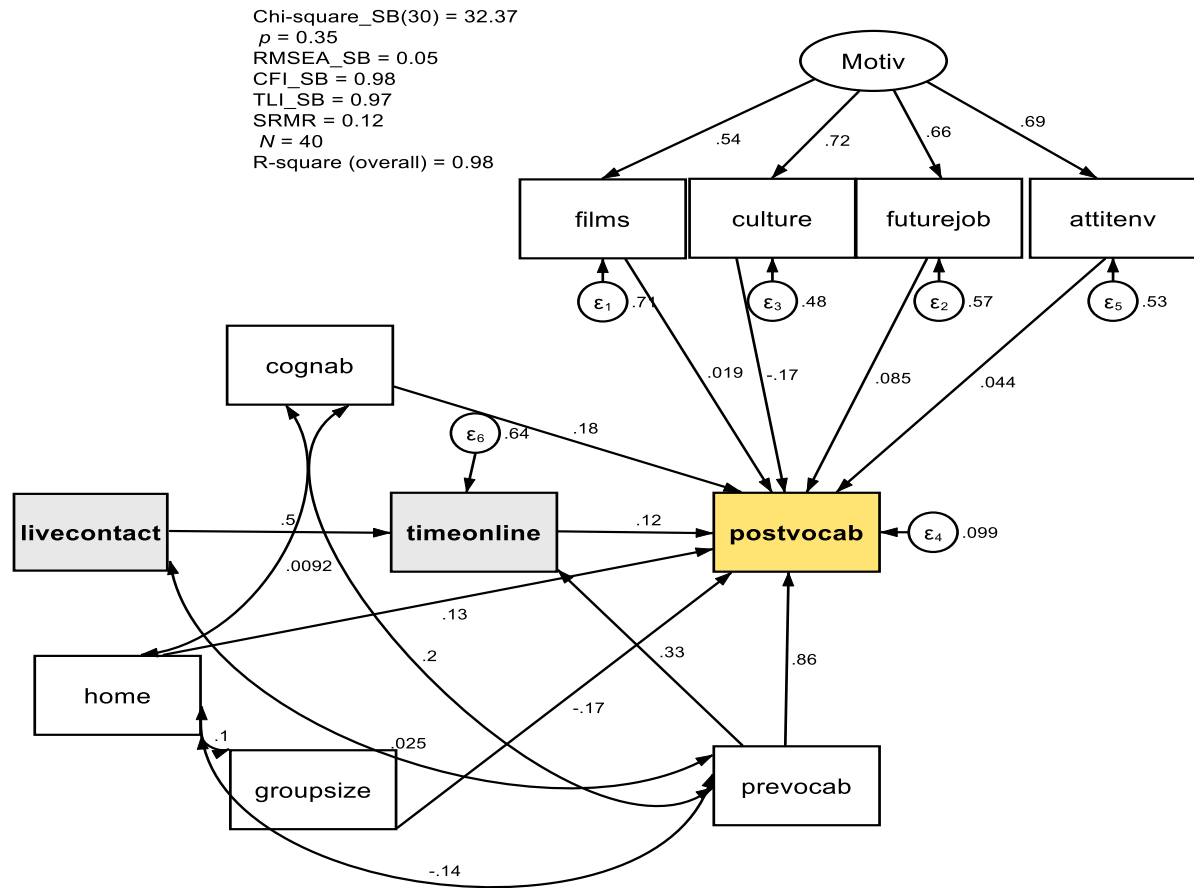 Chi-square_SB(30) = 32.37
p = 0.35
RMSEA_SB = 0.05
CFI_SB = 0.98
TLI_SB = 0.97
SRMR = 0.12
N = 40
R-square (overall) = 0.98
Motiv
.54
.72
.66
.69
films
culture
futurejob
attitenv
ε1
.71
ε3
.48
ε2
.57
ε5
.53
cognab
.019
-.17
.085
.044
ε6
.64
.18
livecontact
.5
timeonline
.12
postvocab
ε4
.099
.0092
.13
.2
.33
.86
home
-.17
.1
.025
groupsize
prevocab
-.14